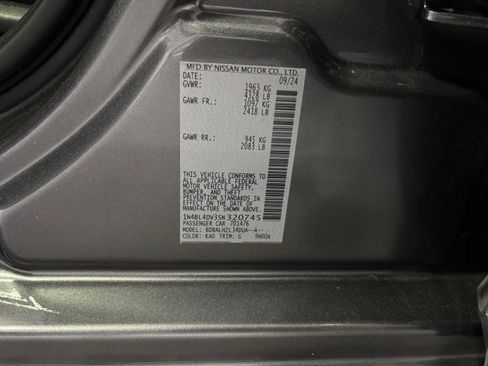 MFD BY NISSAN MOTOR CO., LTD.
DATE: 09/24
GVWR: 1963 KG
4328 LB
GAWR FR.: 1097 KG
2418 LB
GAWR RR.: 945 KG
2083 LB
THIS VEHICLE CONFORMS TO
ALL APPLICABLE FEDERAL
MOTOR VEHICLE SAFETY,
BUMPER, AND THEFT
PREVENTION STANDARDS
IN EFFECT ON THE DATE OF
MANUFACTURE SHOWN ABOVE.
1N4BL4DV3SN320745
PASSENGER CAR 701476
MODEL: BDBALHZL34DUA--A--
COLOR: KAD TRIM: G 9N00A